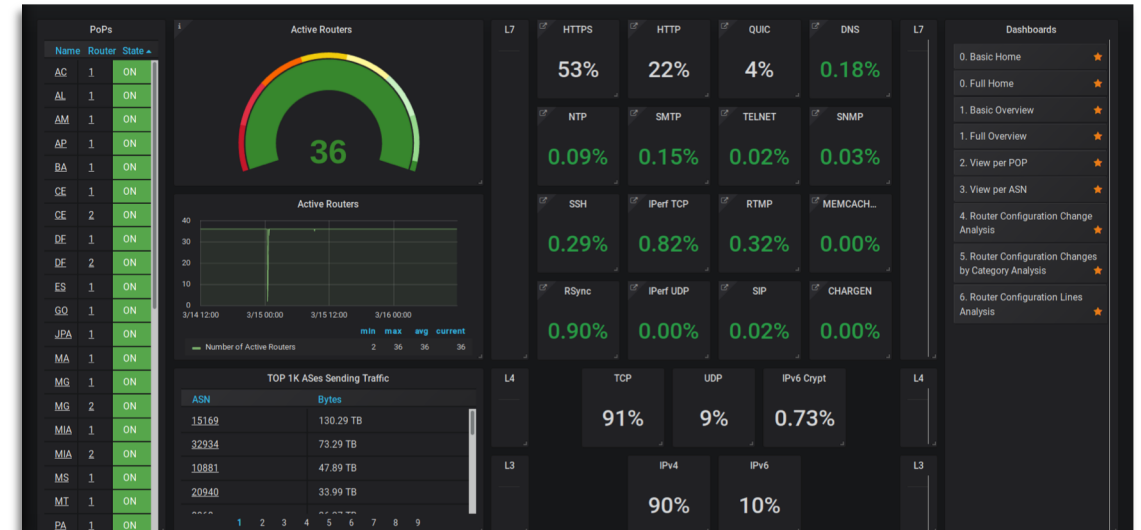 PoPs
Name Router State
AC 1 ON
AL 1 ON
AM 1 ON
AP 1 ON
BA 1 ON
CE 1 ON
CE 2 ON
DF 1 ON
DF 2 ON
ES 1 ON
GO 1 ON
JPA 1 ON
MA 1 ON
MG 1 ON
MG 2 ON
MIA 1 ON
MIA 2 ON
MS 1 ON
MT 1 ON
PA 1 ON
Active Routers
36
Active Routers
40
30
20
10
0
3/14 12:00 3/15 00:00 3/15 12:00 3/16 00:00
min max avg current
Number of Active Routers 2 36 36 36
TOP 1K ASes Sending Traffic
ASN Bytes
15169 130.29 TB
32934 73.29 TB
10881 47.89 TB
20940 33.99 TB
1 2 3 4 5 6 7 8 9
L7
HTTPS HTTP QUIC DNS
53% 22% 4% 0.18%
NTP SMTP TELNET SNMP
0.09% 0.15% 0.02% 0.03%
SSH IPerf TCP RTMP MEMCACH...
0.29% 0.82% 0.32% 0.00%
RSync IPerf UDP SIP CHARGEN
0.90% 0.00% 0.02% 0.00%
L7
L4
TCP UDP IPv6 Crypt
91% 9% 0.73%
L4
L3
IPv4 IPv6
90% 10%
L3
Dashboards
0. Basic Home
0. Full Home
1. Basic Overview
1. Full Overview
2. View per POP
3. View per ASN
4. Router Configuration Change
Analysis
5. Router Configuration Changes
by Category Analysis
6. Router Configuration Lines
Analysis